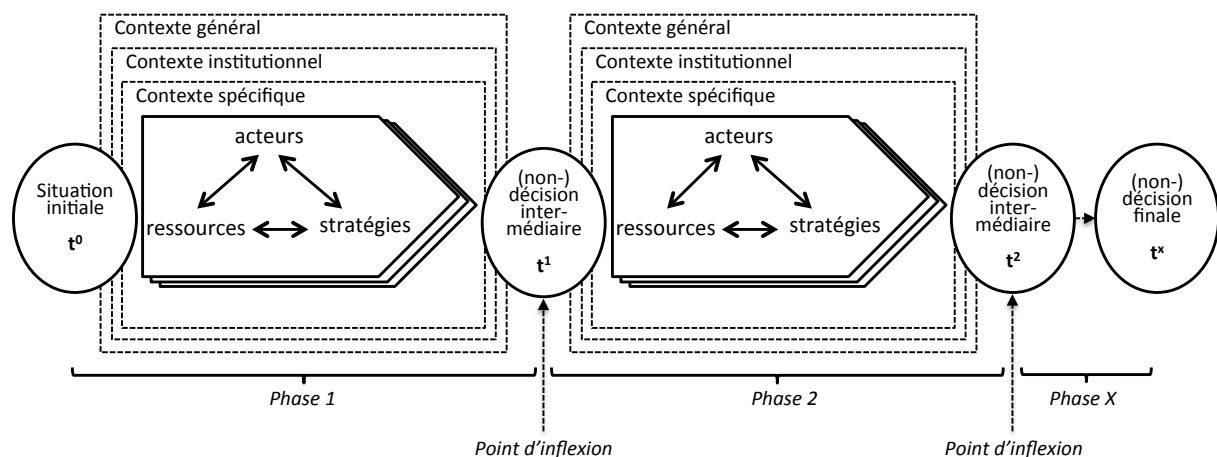 Contexte général
Contexte institutionnel
Contexte spécifique
acteurs
ressources
stratégies
Situation
initiale
t⁰
(non-)
décision
inter-
médiaire
t¹
Contexte général
Contexte institutionnel
Contexte spécifique
acteurs
ressources
stratégies
(non-)
décision
inter-
médiaire
t²
(non-)
décision
finale
tˣ
Phase 1
Phase 2
Phase X
Point d’inflexion
Point d’inflexion